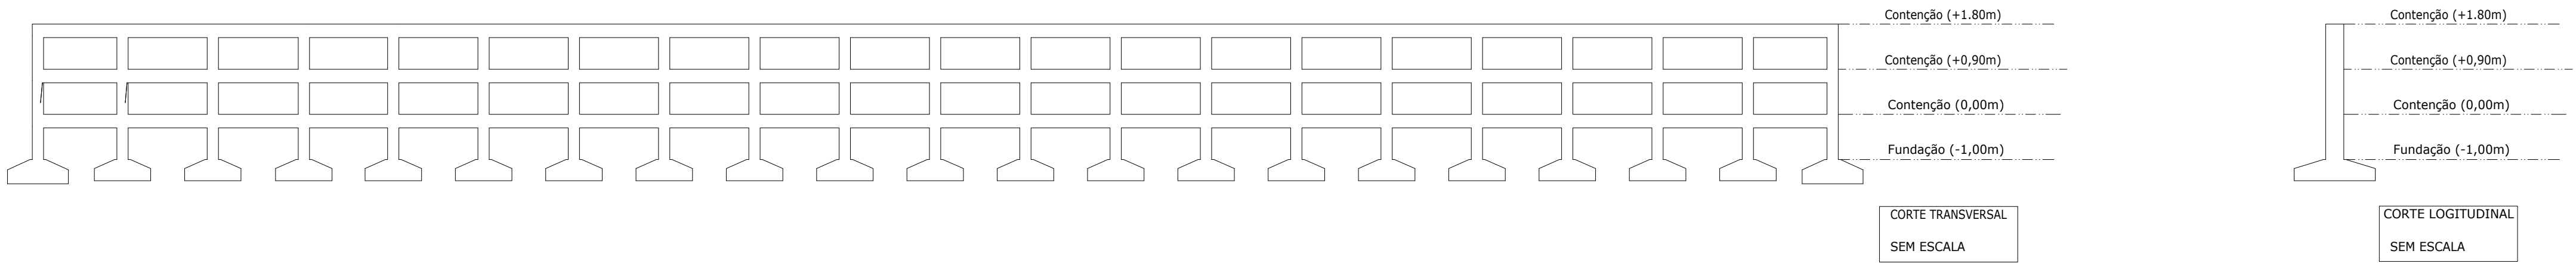 Contenção (+1.80m)
Contenção (+0,90m)
Contenção (0,00m)
Fundação (-1,00m)
CORTE TRANSVERSAL
SEM ESCALA
Contenção (+1.80m)
Contenção (+0,90m)
Contenção (0,00m)
Fundação (-1,00m)
CORTE LOGITUDINAL
SEM ESCALA